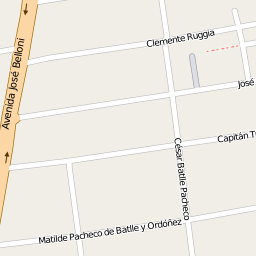 Clemente Ruggia
Avenida José Belloni
José
Capitán
César Batlle Pacheco
Matilde Pacheco de Batlle y Ordóñez